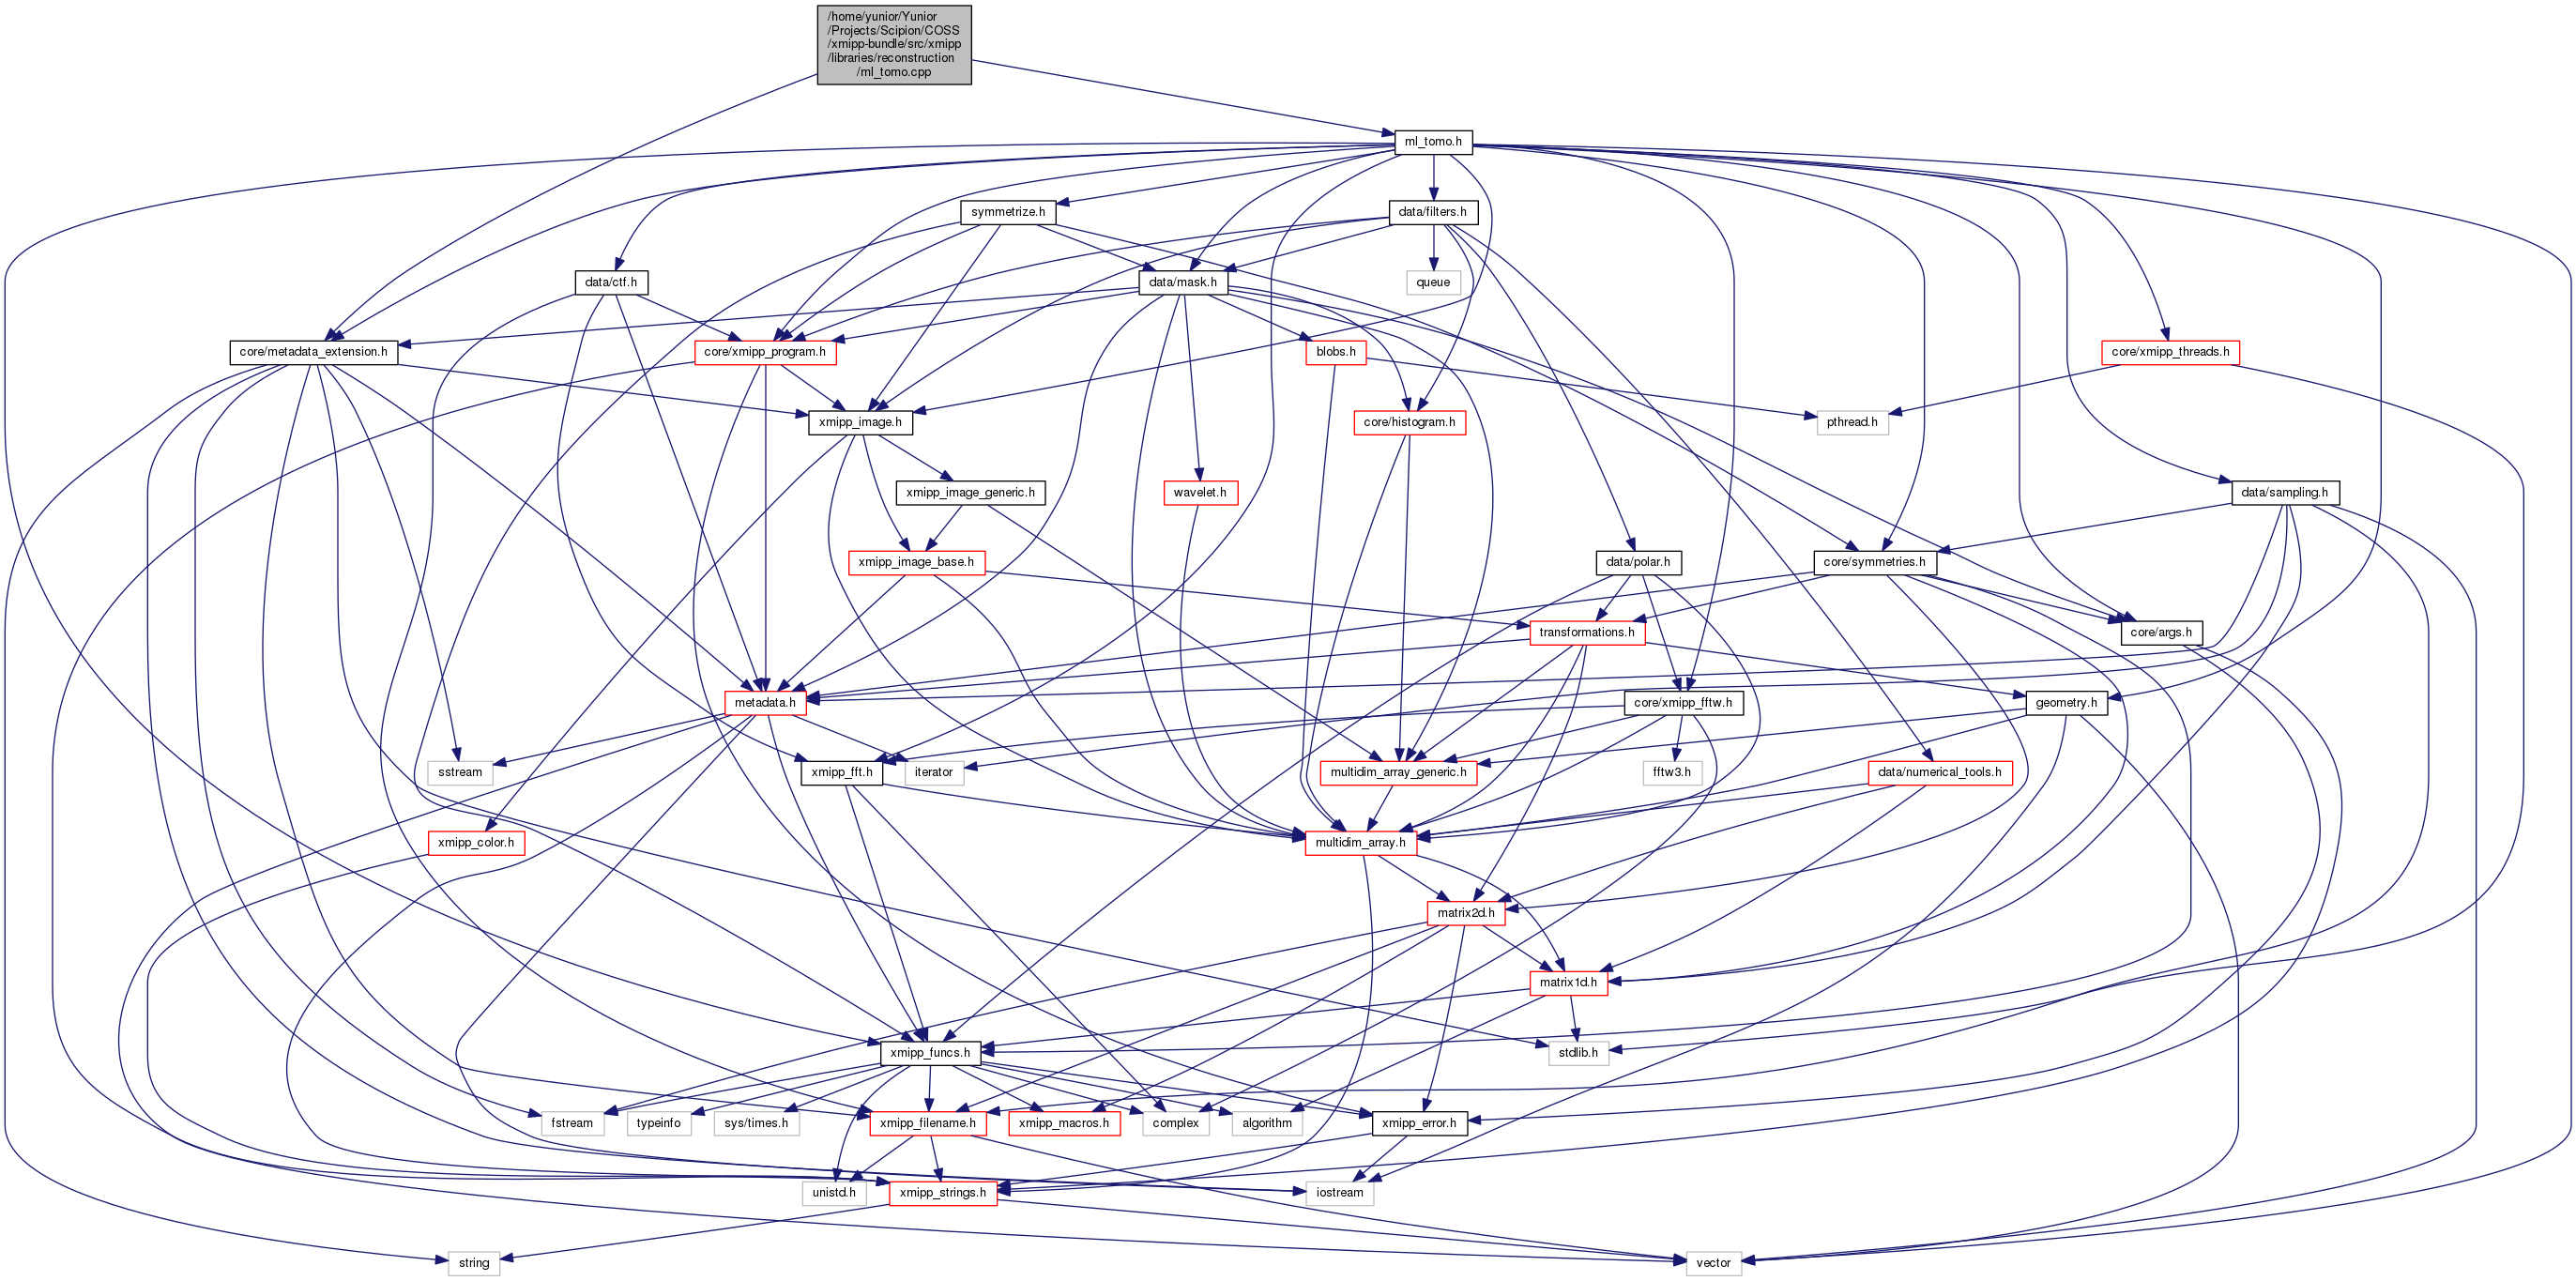 /home/yunior/Yunior
/Projects/Scipion/COSS
/xmipp-bundle/src/xmipp
/libraries/reconstruction
/ml_tomo.cpp
ml_tomo.h
symmetrize.h
data/filters.h
data/ctf.h
data/mask.h
queue
core/metadata_extension.h
core/xmipp_program.h
blobs.h
core/xmipp_threads.h
xmipp_image.h
core/histogram.h
pthread.h
xmipp_image_generic.h
wavelet.h
data/sampling.h
xmipp_image_base.h
data/polar.h
core/symmetries.h
transformations.h
core/args.h
metadata.h
core/xmipp_fftw.h
geometry.h
sstream
xmipp_fft.h
iterator
multidim_array_generic.h
fftw3.h
data/numerical_tools.h
xmipp_color.h
multidim_array.h
matrix2d.h
matrix1d.h
xmipp_funcs.h
stdlib.h
fstream
typeinfo
sys/times.h
xmipp_filename.h
xmipp_macros.h
complex
algorithm
xmipp_error.h
unistd.h
xmipp_strings.h
iostream
string
vector